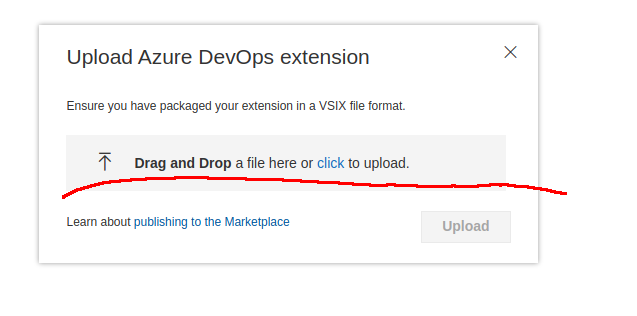 Upload Azure DevOps extension
Ensure you have packaged your extension in a VSIX file format.
Drag and Drop a file here or click to upload.
Learn about publishing to the Marketplace
Upload